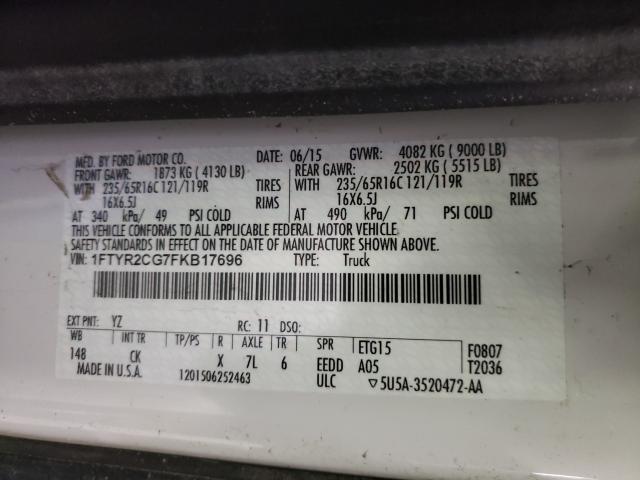 MFD. BY FORD MOTOR CO. DATE: 06/15 GVWR: 4082 KG ( 9000 LB)
FRONT GAWR: 1873 KG ( 4130 LB) REAR GAWR: 2502 KG ( 5515 LB)
WITH 235/65R16C 121/119R TIRES WITH 235/65R16C 121/119R TIRES
16X6.5J RIMS 16X6.5J RIMS
AT 340 kPa/ 49 PSI COLD AT 490 kPa/ 71 PSI COLD
THIS VEHICLE CONFORMS TO ALL APPLICABLE FEDERAL MOTOR VEHICLE
SAFETY STANDARDS IN EFFECT ON THE DATE OF MANUFACTURE SHOWN ABOVE.
VIN: 1FTYR2CG7FKB17696 TYPE: Truck
EXT PNT: YZ RC: 11 DSO:
WB INT TR TP/PS R AXLE TR SPR ETG15 F0807
148 CK X 7L 6 EEDD A05 T2036
MADE IN U.S.A. 1201506252463 ULC ▽5U5A-3520472-AA